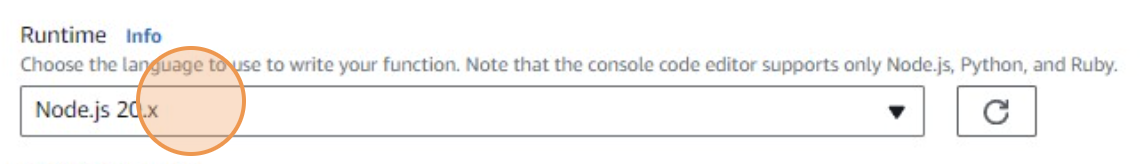 Runtime Info
Choose the language to use to write your function. Note that the console code editor supports only Node.js, Python, and Ruby.
Node.js 20.x